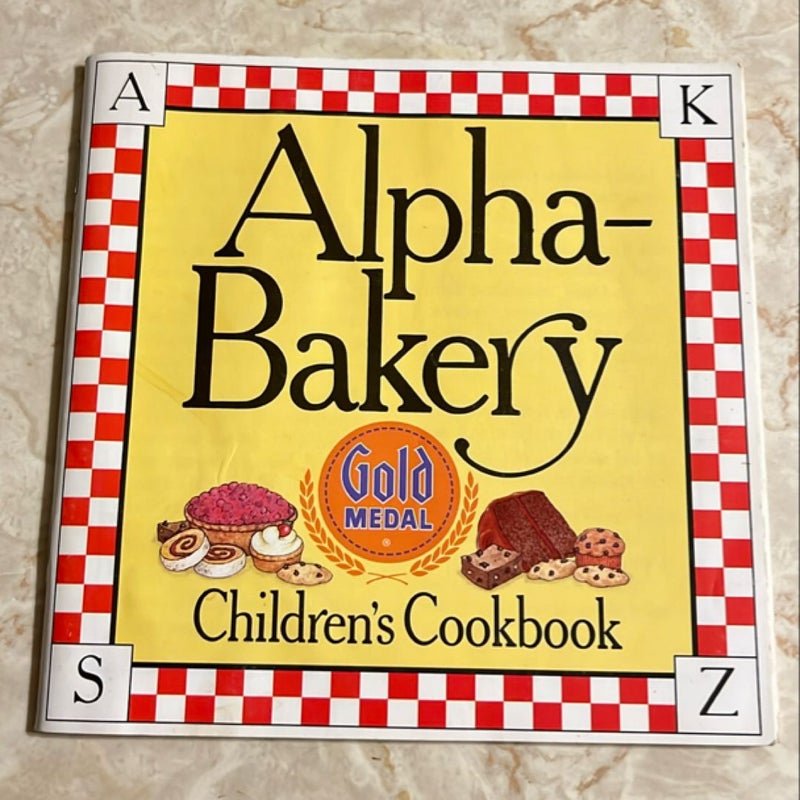 A
K
Alpha-
Bakery
Gold
MEDAL
®
Children's Cookbook
S
Z